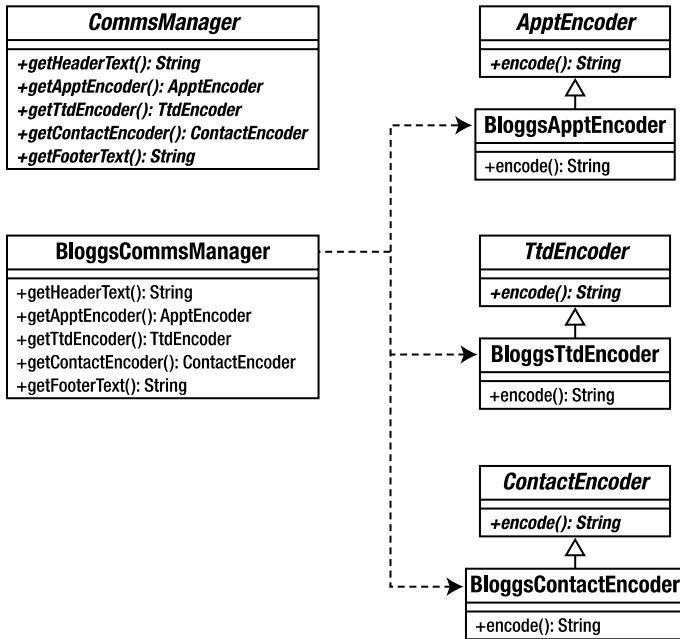 CommsManager
+getHeaderText(): String
+getApptEncoder(): ApptEncoder
+getTtdEncoder(): TtdEncoder
+getContactEncoder(): ContactEncoder
+getFooterText(): String
BloggsCommsManager
+getHeaderText(): String
+getApptEncoder(): ApptEncoder
+getTtdEncoder(): TtdEncoder
+getContactEncoder(): ContactEncoder
+getFooterText(): String
ApptEncoder
+encode(): String
BloggsApptEncoder
+encode(): String
TtdEncoder
+encode(): String
BloggsTtdEncoder
+encode(): String
ContactEncoder
+encode(): String
BloggsContactEncoder
+encode(): String